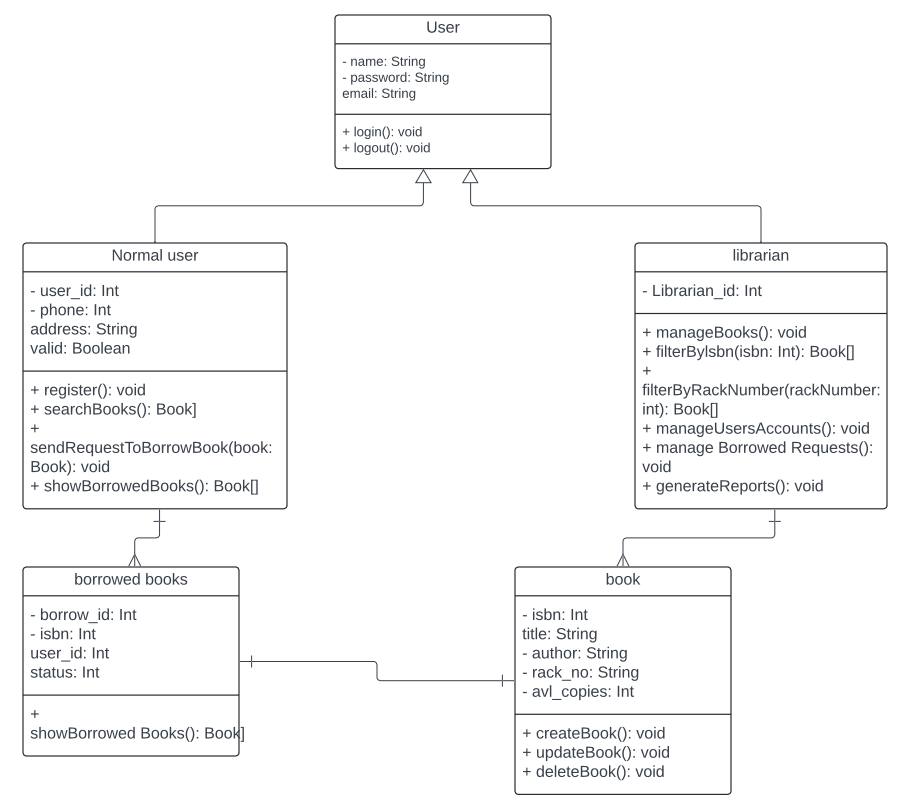 User
- name: String
- password: String
email: String
+ login(): void
+ logout(): void
Normal user
- user_id: Int
- phone: Int
address: String
valid: Boolean
+ register(): void
+ searchBooks(): Book]
+
sendRequestToBorrowBook(book:
Book): void
+ showBorrowedBooks(): Book[]
librarian
- Librarian_id: Int
+ manageBooks(): void
+ filterBylsbn(isbn: Int): Book[]
+
filterByRackNumber(rackNumber:
int): Book[]
+ manageUsersAccounts(): void
+ manage Borrowed Requests():
void
+ generateReports(): void
borrowed books
- borrow_id: Int
- isbn: Int
user_id: Int
status: Int
+
showBorrowed Books(): Book]
book
- isbn: Int
title: String
- author: String
- rack_no: String
- avl_copies: Int
+ createBook(): void
+ updateBook(): void
+ deleteBook(): void